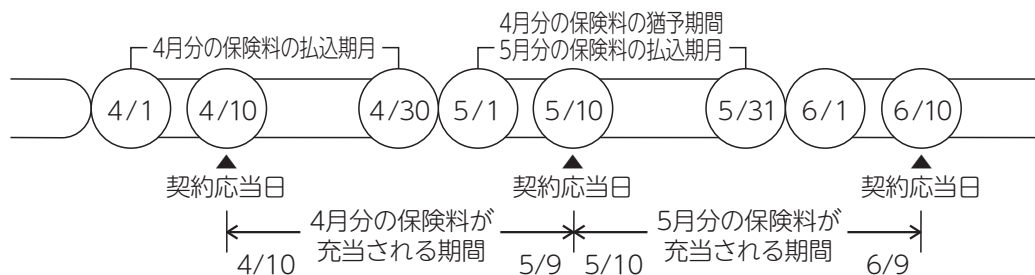 4月分の保険料の払込期月
4月分の保険料の猶予期間
5月分の保険料の払込期月
4/1
4/10
4/30
5/1
5/10
5/31
6/1
6/10
契約応当日
契約応当日
契約応当日
4月分の保険料が
充当される期間
5月分の保険料が
充当される期間
4/10
5/9
5/10
6/9